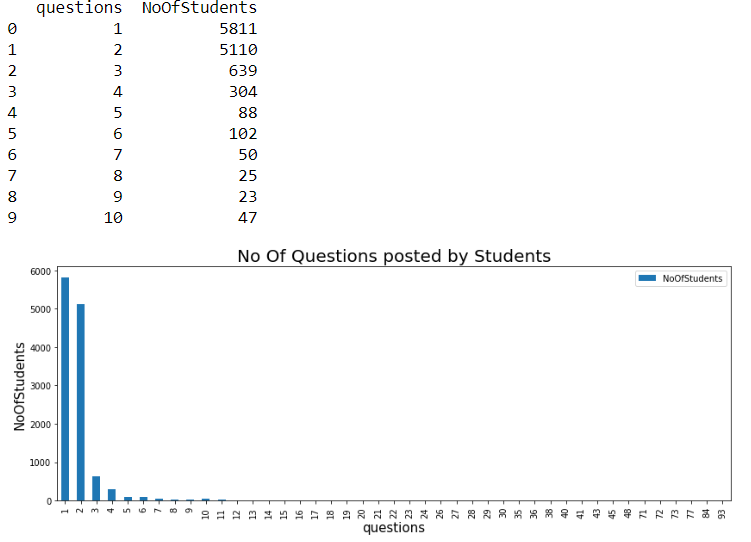 questions NoOfStudents
0 1 5811
1 2 5110
2 3 639
3 4 304
4 5 88
5 6 102
6 7 50
7 8 25
8 9 23
9 10 47
No Of Questions posted by Students
NoOfStudents
6000
5000
4000
3000
2000
1000
0
NoOfStudents
1 2 3 4 5 6 7 8 9 10 11 12 13 14 15 16 17 18 19 20 21 22 23 24 26 27 28 29 30 35 36 38 40 41 43 45 48 71 72 73 77 84 93
questions